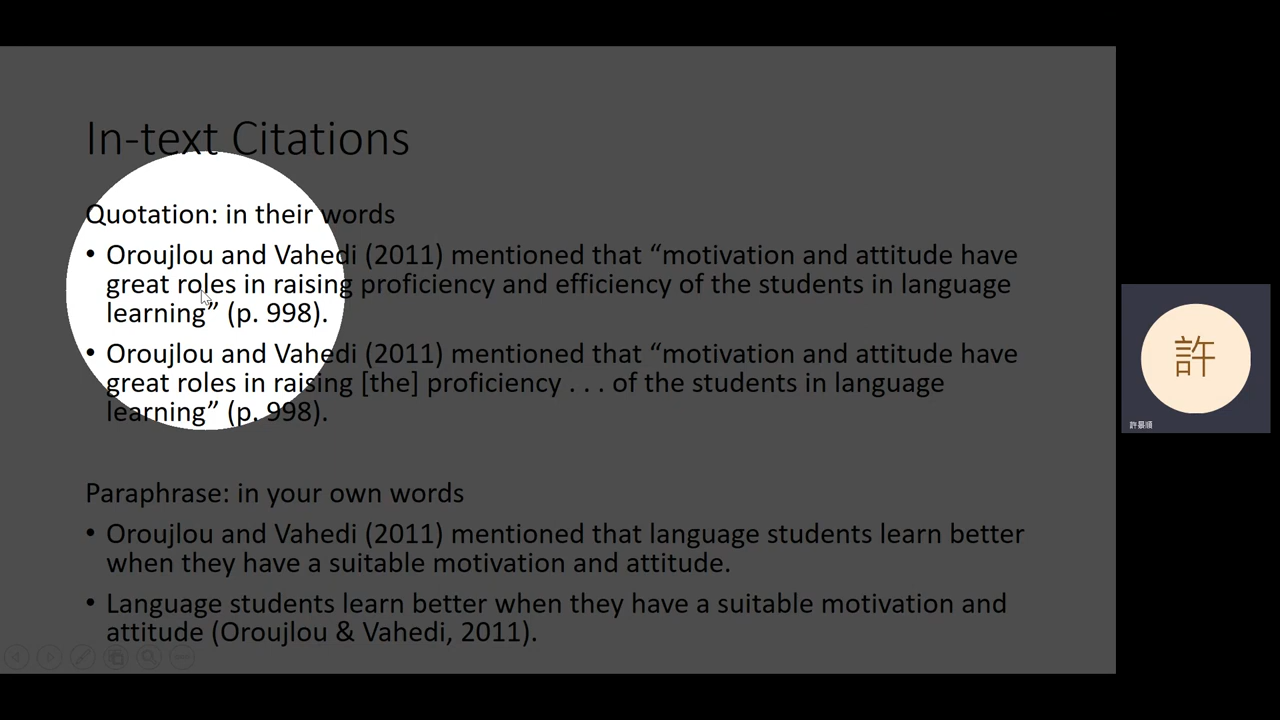 In-text Citations
Quotation: in their words
• Oroujlou and Vahedi (2011) mentioned that “motivation and attitude have
great roles in raising proficiency and efficiency of the students in language
learning” (p. 998).
• Oroujlou and Vahedi (2011) mentioned that “motivation and attitude have
great roles in raising [the] proficiency . . . of the students in language
learning” (p. 998).
Paraphrase: in your own words
• Oroujlou and Vahedi (2011) mentioned that language students learn better
when they have a suitable motivation and attitude.
• Language students learn better when they have a suitable motivation and
attitude (Oroujlou & Vahedi, 2011).
許
許景順